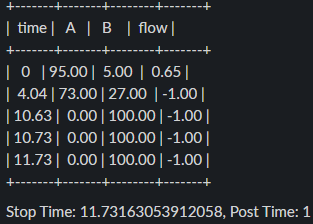 +-------+-------+--------+-------+
| time | A | B | flow |
+-------+-------+--------+-------+
| 0 | 95.00 | 5.00 | 0.65 |
| 4.04 | 73.00 | 27.00 | -1.00 |
| 10.63 | 0.00 | 100.00 | -1.00 |
| 10.73 | 0.00 | 100.00 | -1.00 |
| 11.73 | 0.00 | 100.00 | -1.00 |
+-------+-------+--------+-------+
Stop Time: 11.73163053912058, Post Time: 1